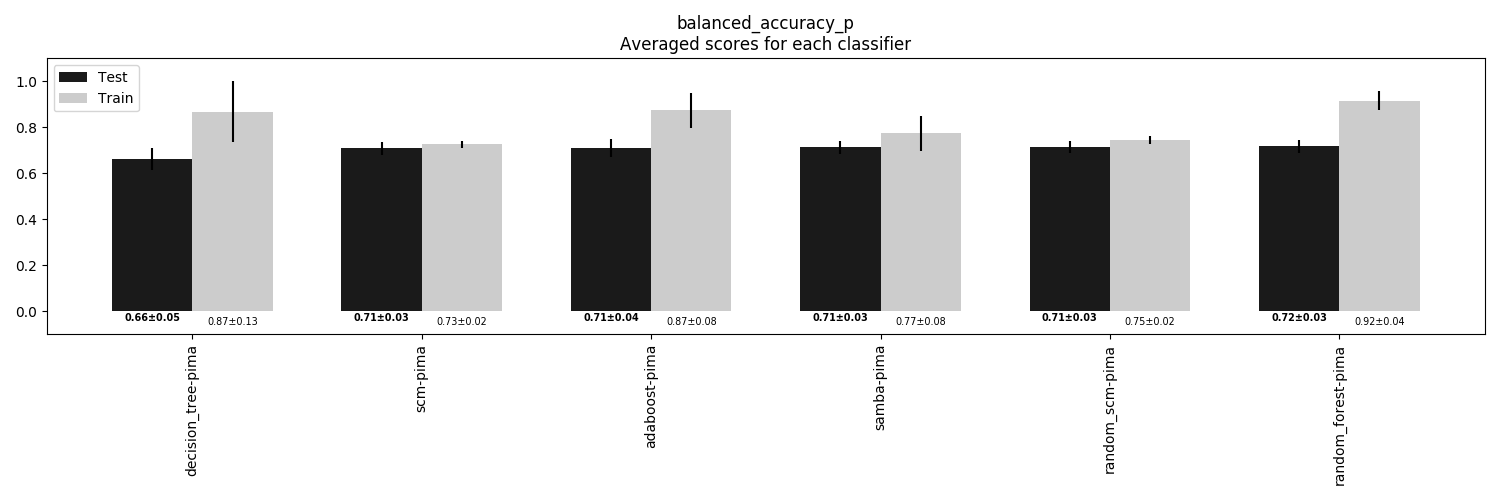 balanced_accuracy_p
Averaged scores for each classifier
Test
Train
1.0
0.8
0.6
0.4
0.2
0.0
0.66±0.05
0.87±0.13
0.71±0.03
0.73±0.02
0.71±0.04
0.87±0.08
0.71±0.03
0.77±0.08
0.71±0.03
0.75±0.02
0.72±0.03
0.92±0.04
decision_tree-pima
scm-pima
adaboost-pima
samba-pima
random_scm-pima
random_forest-pima